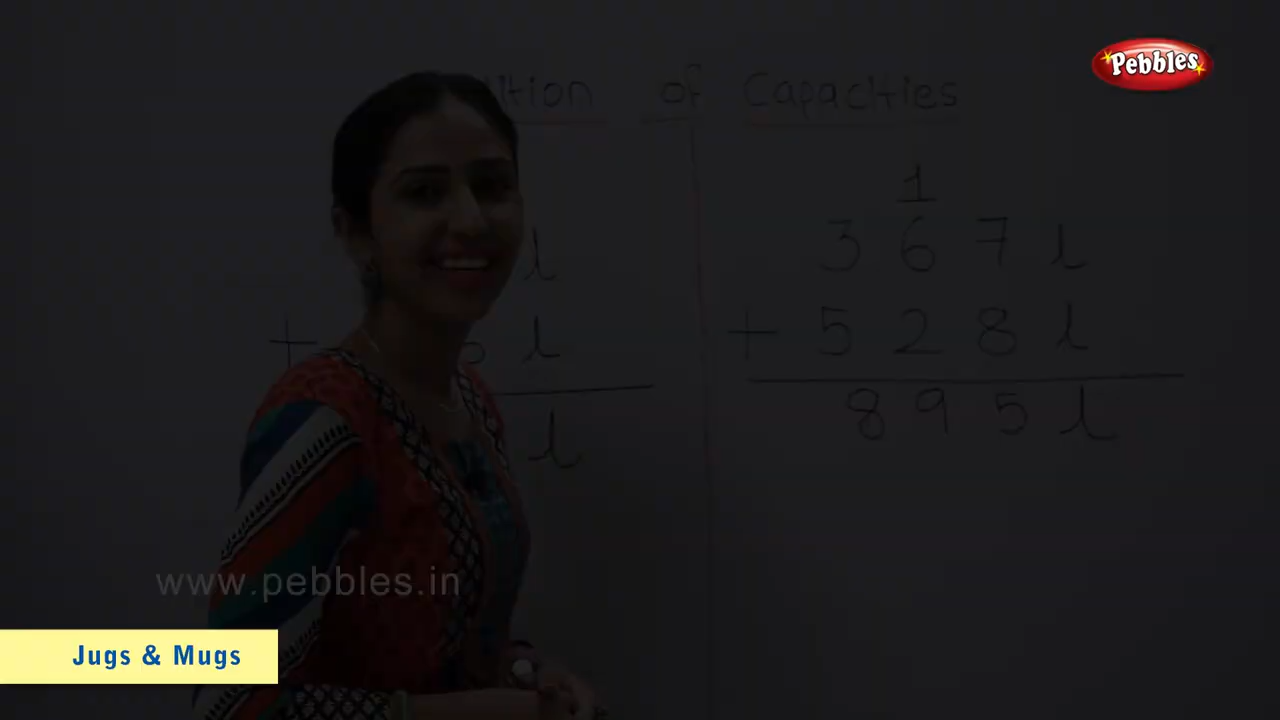 Pebbles
ition of Capacities
1
l
3 6 7 l
+ l
+ 5 2 8 l
l
8 9 5 l
www.pebbles.in
Jugs & Mugs